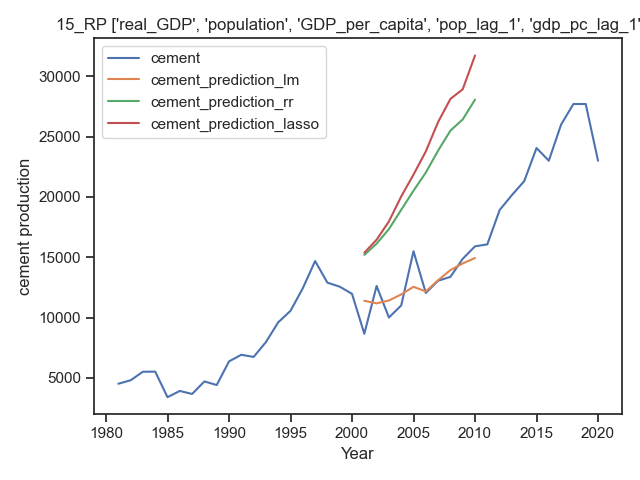 15_RP ['real_GDP', 'population', 'GDP_per_capita', 'pop_lag_1', 'gdp_pc_lag_1'
cement
cement_prediction_lm
cement_prediction_rr
cement_prediction_lasso
30000
25000
20000
15000
10000
5000
cement production
1980 1985 1990 1995 2000 2005 2010 2015 2020
Year